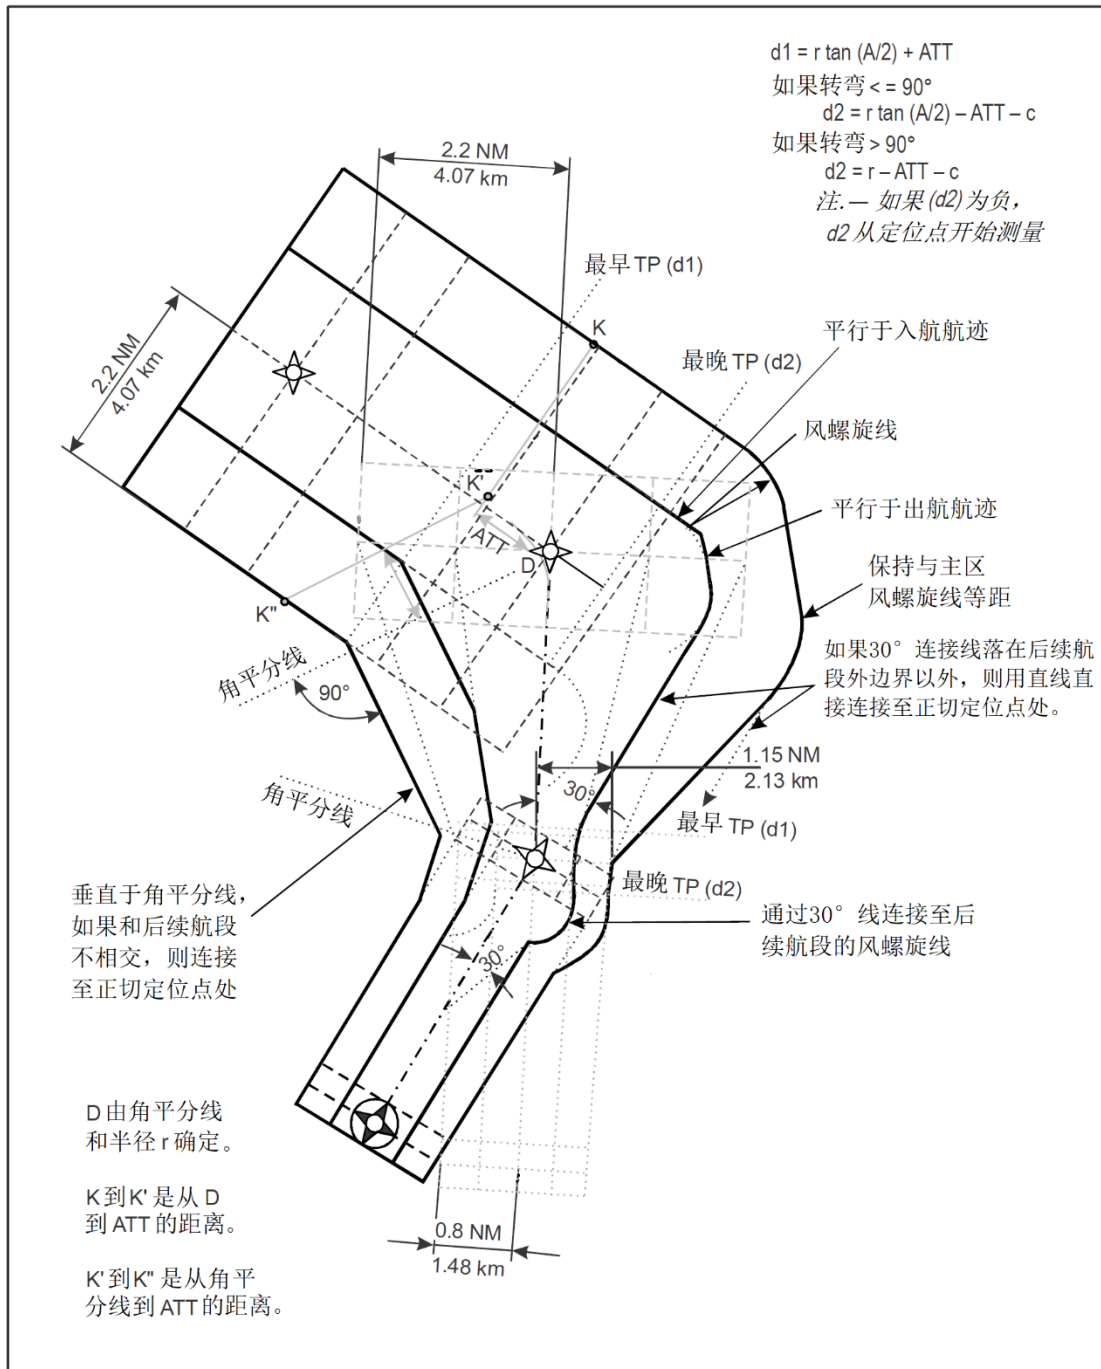 d1 = r tan (A/2) + ATT
如果转弯 < = 90°
d2 = r tan (A/2) – ATT – c
如果转弯 > 90°
d2 = r – ATT – c
注.— 如果 (d2) 为负，
d2 从定位点开始测量
2.2 NM
4.07 km
最早 TP (d1)
K
平行于入航航迹
最晚 TP (d2)
2.2 NM
4.07 km
风螺旋线
K'
平行于出航航迹
ATT
D
保持与主区
风螺旋线等距
K"
如果30° 连接线落在后续航
段外边界以外，则用直线直
接连接至正切定位点处。
角平分线
90°
1.15 NM
2.13 km
角平分线
30°
最早 TP (d1)
最晚 TP (d2)
垂直于角平分线，
如果和后续航段
不相交，则连接
至正切定位点处
通过30° 线连接至后
续航段的风螺旋线
30°
D 由角平分线
和半径 r 确定。
K 到 K' 是从 D
到 ATT 的距离。
K' 到 K" 是从角平
分线到 ATT 的距离。
0.8 NM
1.48 km